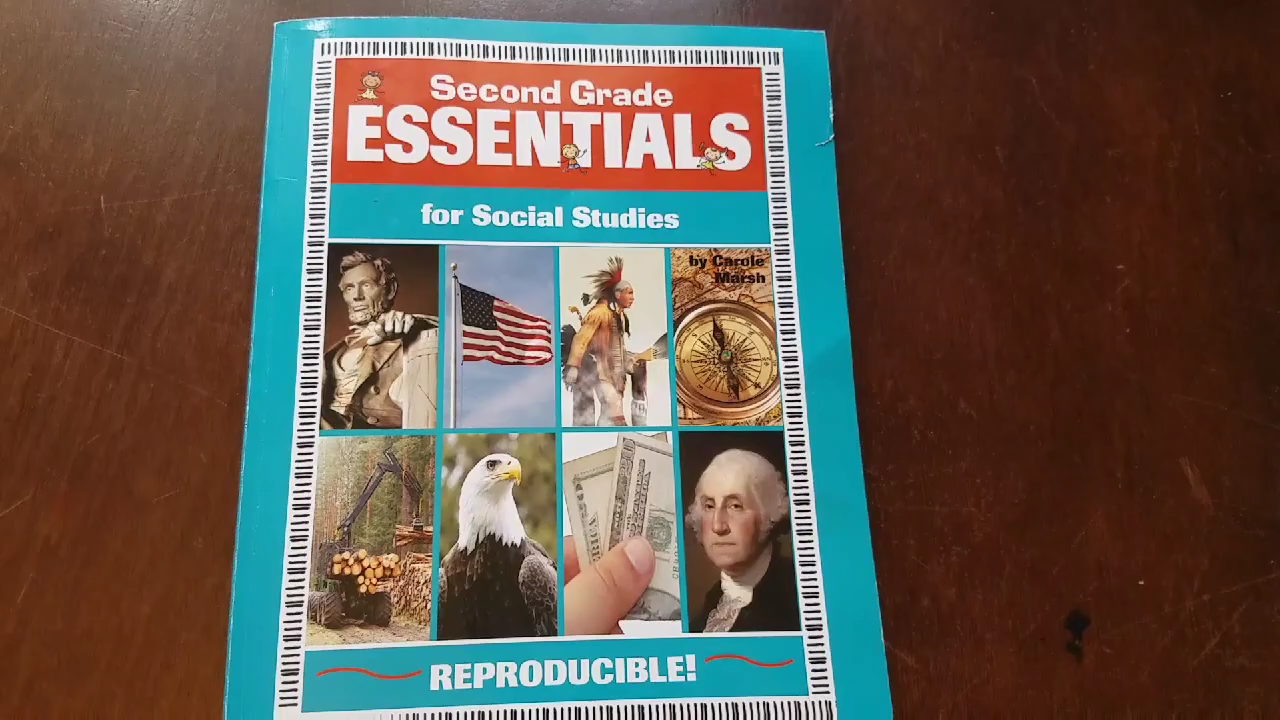 Second Grade
ESSENTIALS
for Social Studies
by Carole
Marsh
REPRODUCIBLE!